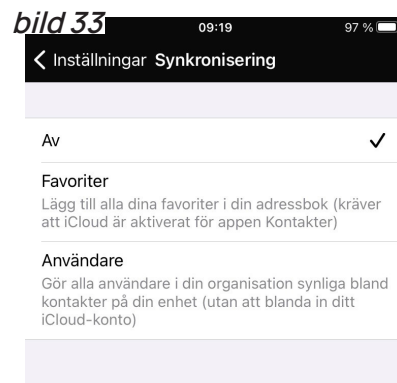 bild 33
09:19
97 %
Inställningar Synkronisering
Av
Favoriter
Lägg till alla dina favoriter i din adressbok (kräver
att iCloud är aktiverat för appen Kontakter)
Användare
Gör alla användare i din organisation synliga bland
kontakter på din enhet (utan att blanda in ditt
iCloud-konto)